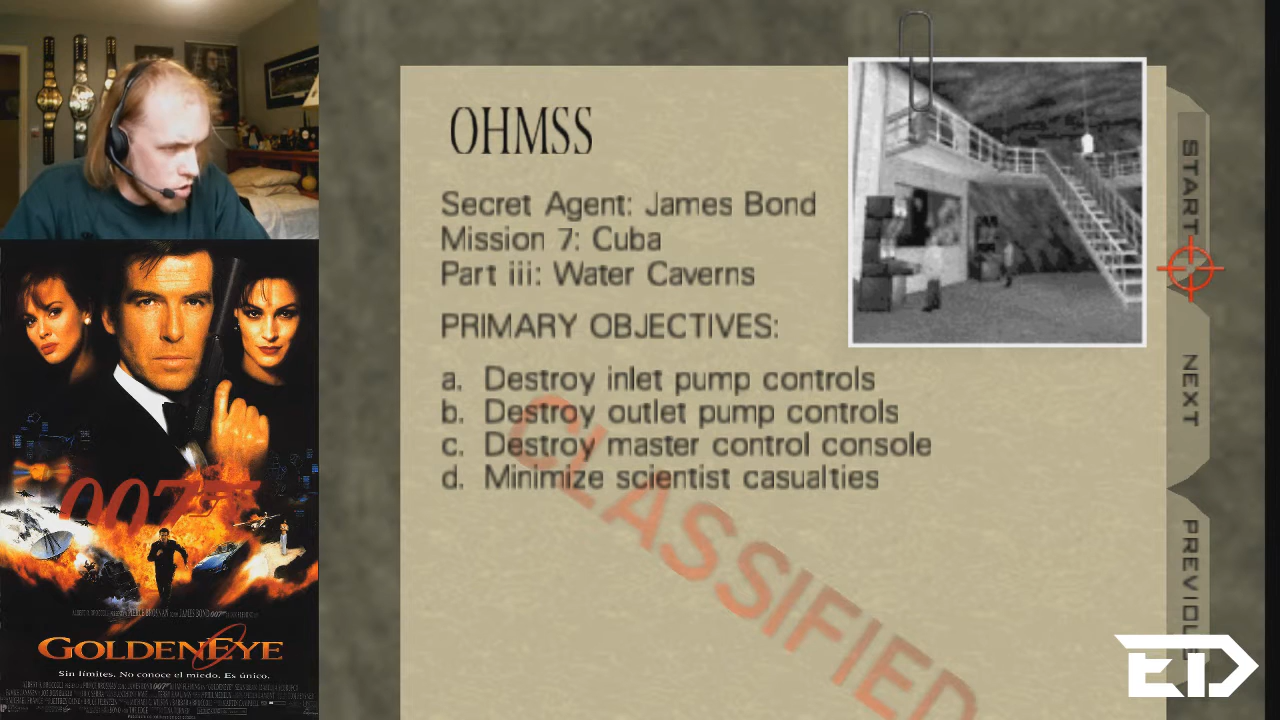 OHMSS
Secret Agent: James Bond
Mission 7: Cuba
Part iii: Water Caverns
PRIMARY OBJECTIVES:
a. Destroy inlet pump controls
b. Destroy outlet pump controls
c. Destroy master control console
d. Minimize scientist casualties
CLASSIFIED
START
NEXT
PREVIOUS
007
GOLDENEYE
Sin límites. No conoce el miedo. Es único.
ED